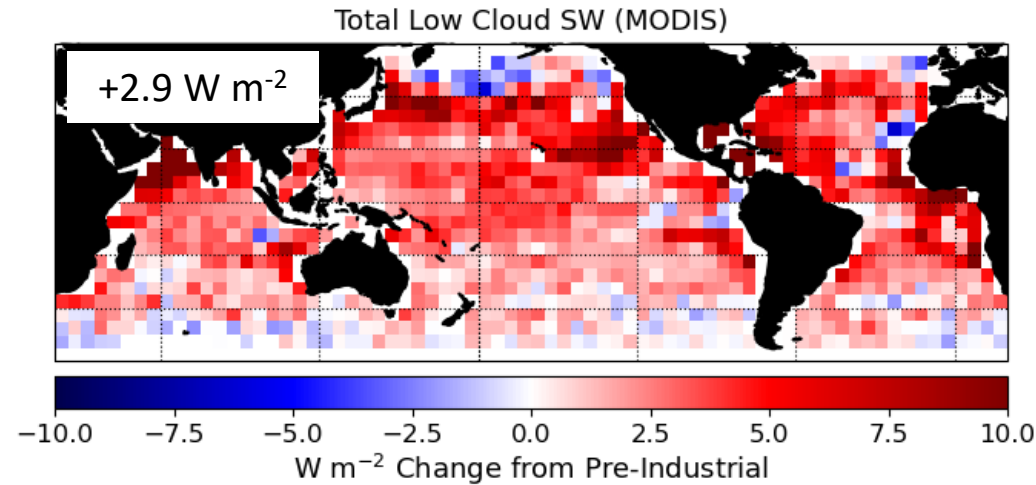 Total Low Cloud SW (MODIS)
+2.9 W m⁻²
−10.0 −7.5 −5.0 −2.5 0.0 2.5 5.0 7.5 10.0
W m⁻² Change from Pre-Industrial